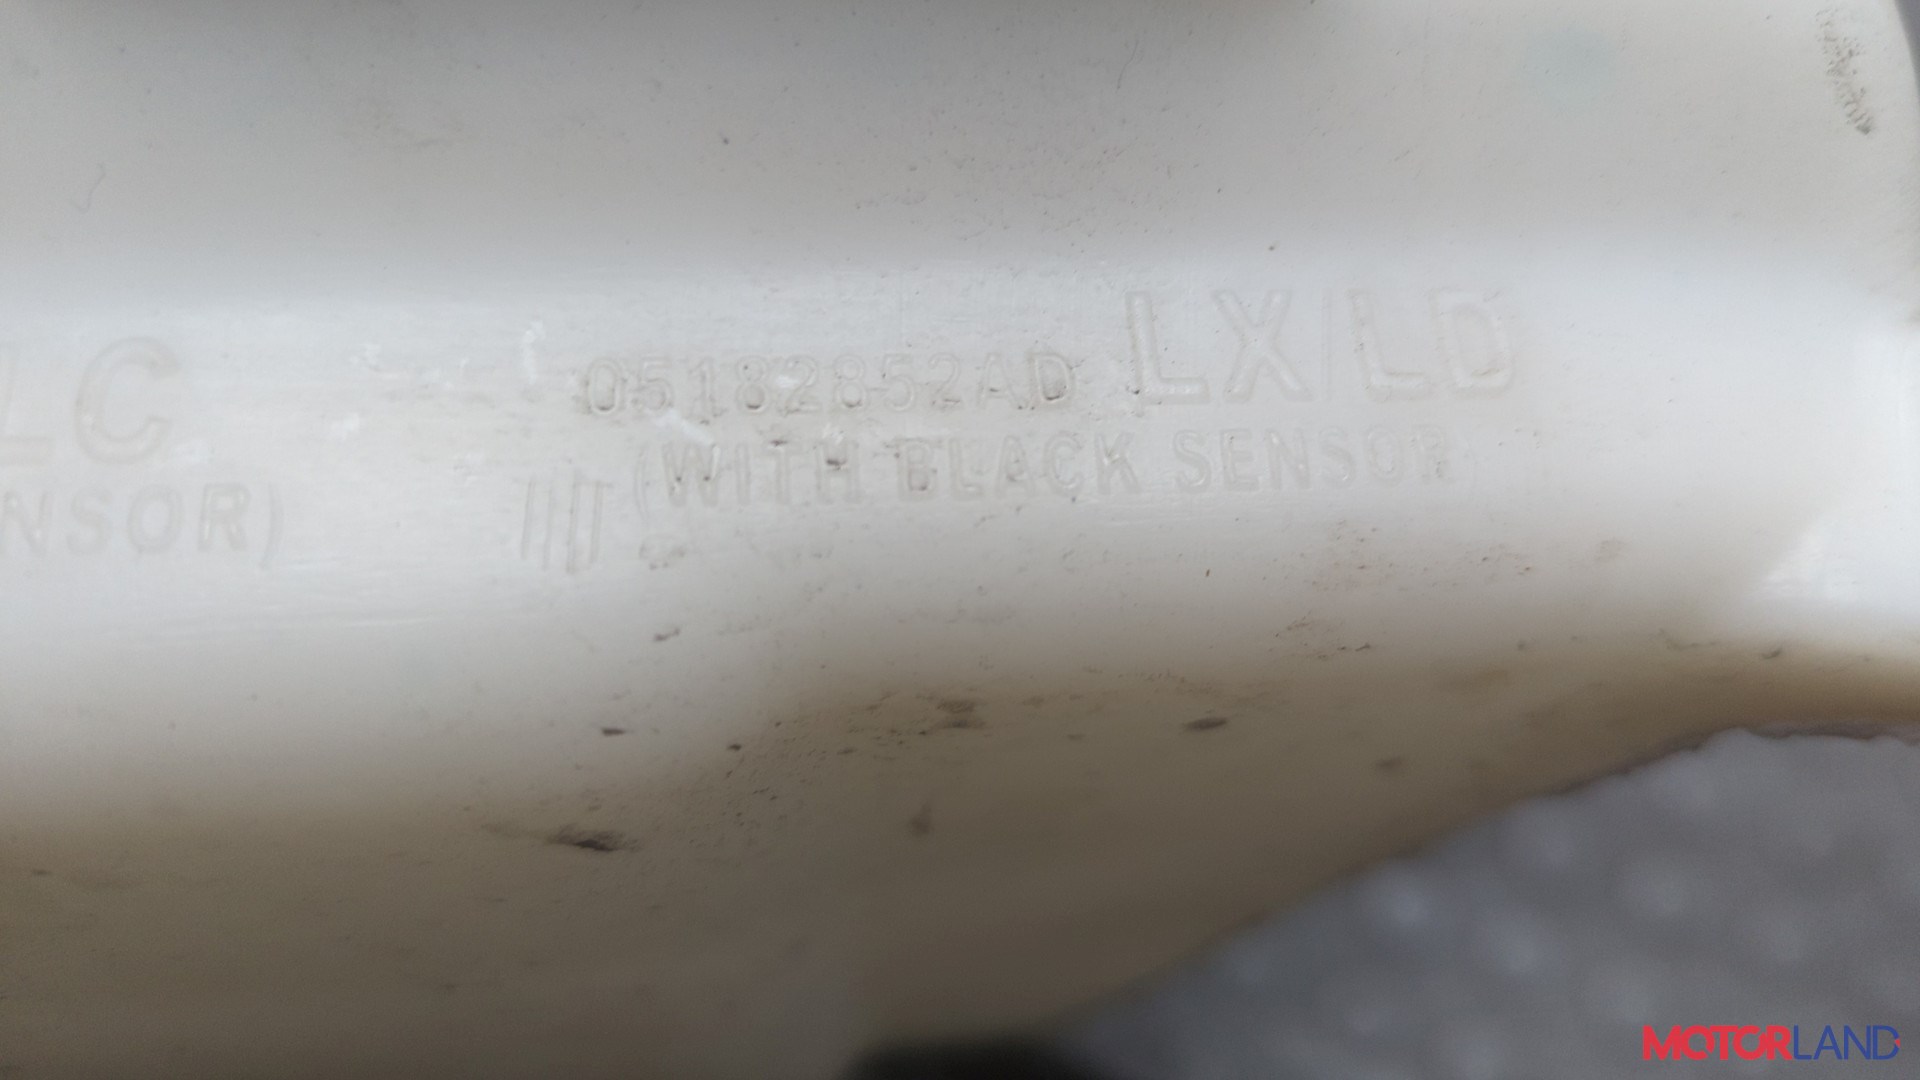 LC
NSOR)
05182852AD LX/LD
(WITH BLACK SENSOR)
MOTORLAND